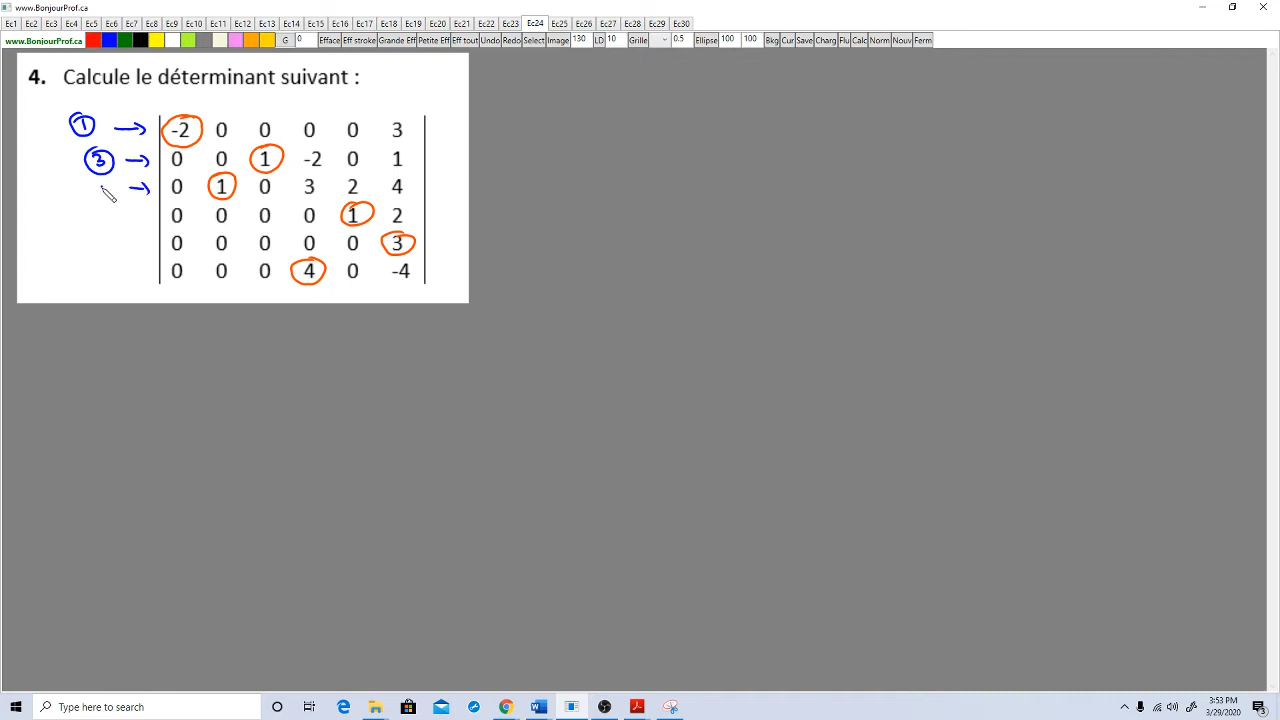 www.BonjourProf.ca
Ec1 Ec2 Ec3 Ec4 Ec5 Ec6 Ec7 Ec8 Ec9 Ec10 Ec11 Ec12 Ec13 Ec14 Ec15 Ec16 Ec17 Ec18 Ec19 Ec20 Ec21 Ec22 Ec23 Ec24 Ec25 Ec26 Ec27 Ec28 Ec29 Ec30
www.BonjourProf.ca G 0 Efface Eff stroke Grande Eff Petite Eff Eff tout Undo Redo Select Image 130 LD 10 Grille 0.5 Ellipse 100 100 Bkg Cur Save Charg Flu Calc Norm Nouv Ferm
4. Calcule le déterminant suivant :
1 → -2 0 0 0 0 3
3 → 0 0 1 -2 0 1
→ 0 1 0 3 2 4
0 0 0 0 1 2
0 0 0 0 0 3
0 0 0 4 0 -4
Type here to search
3:53 PM
3/29/2020